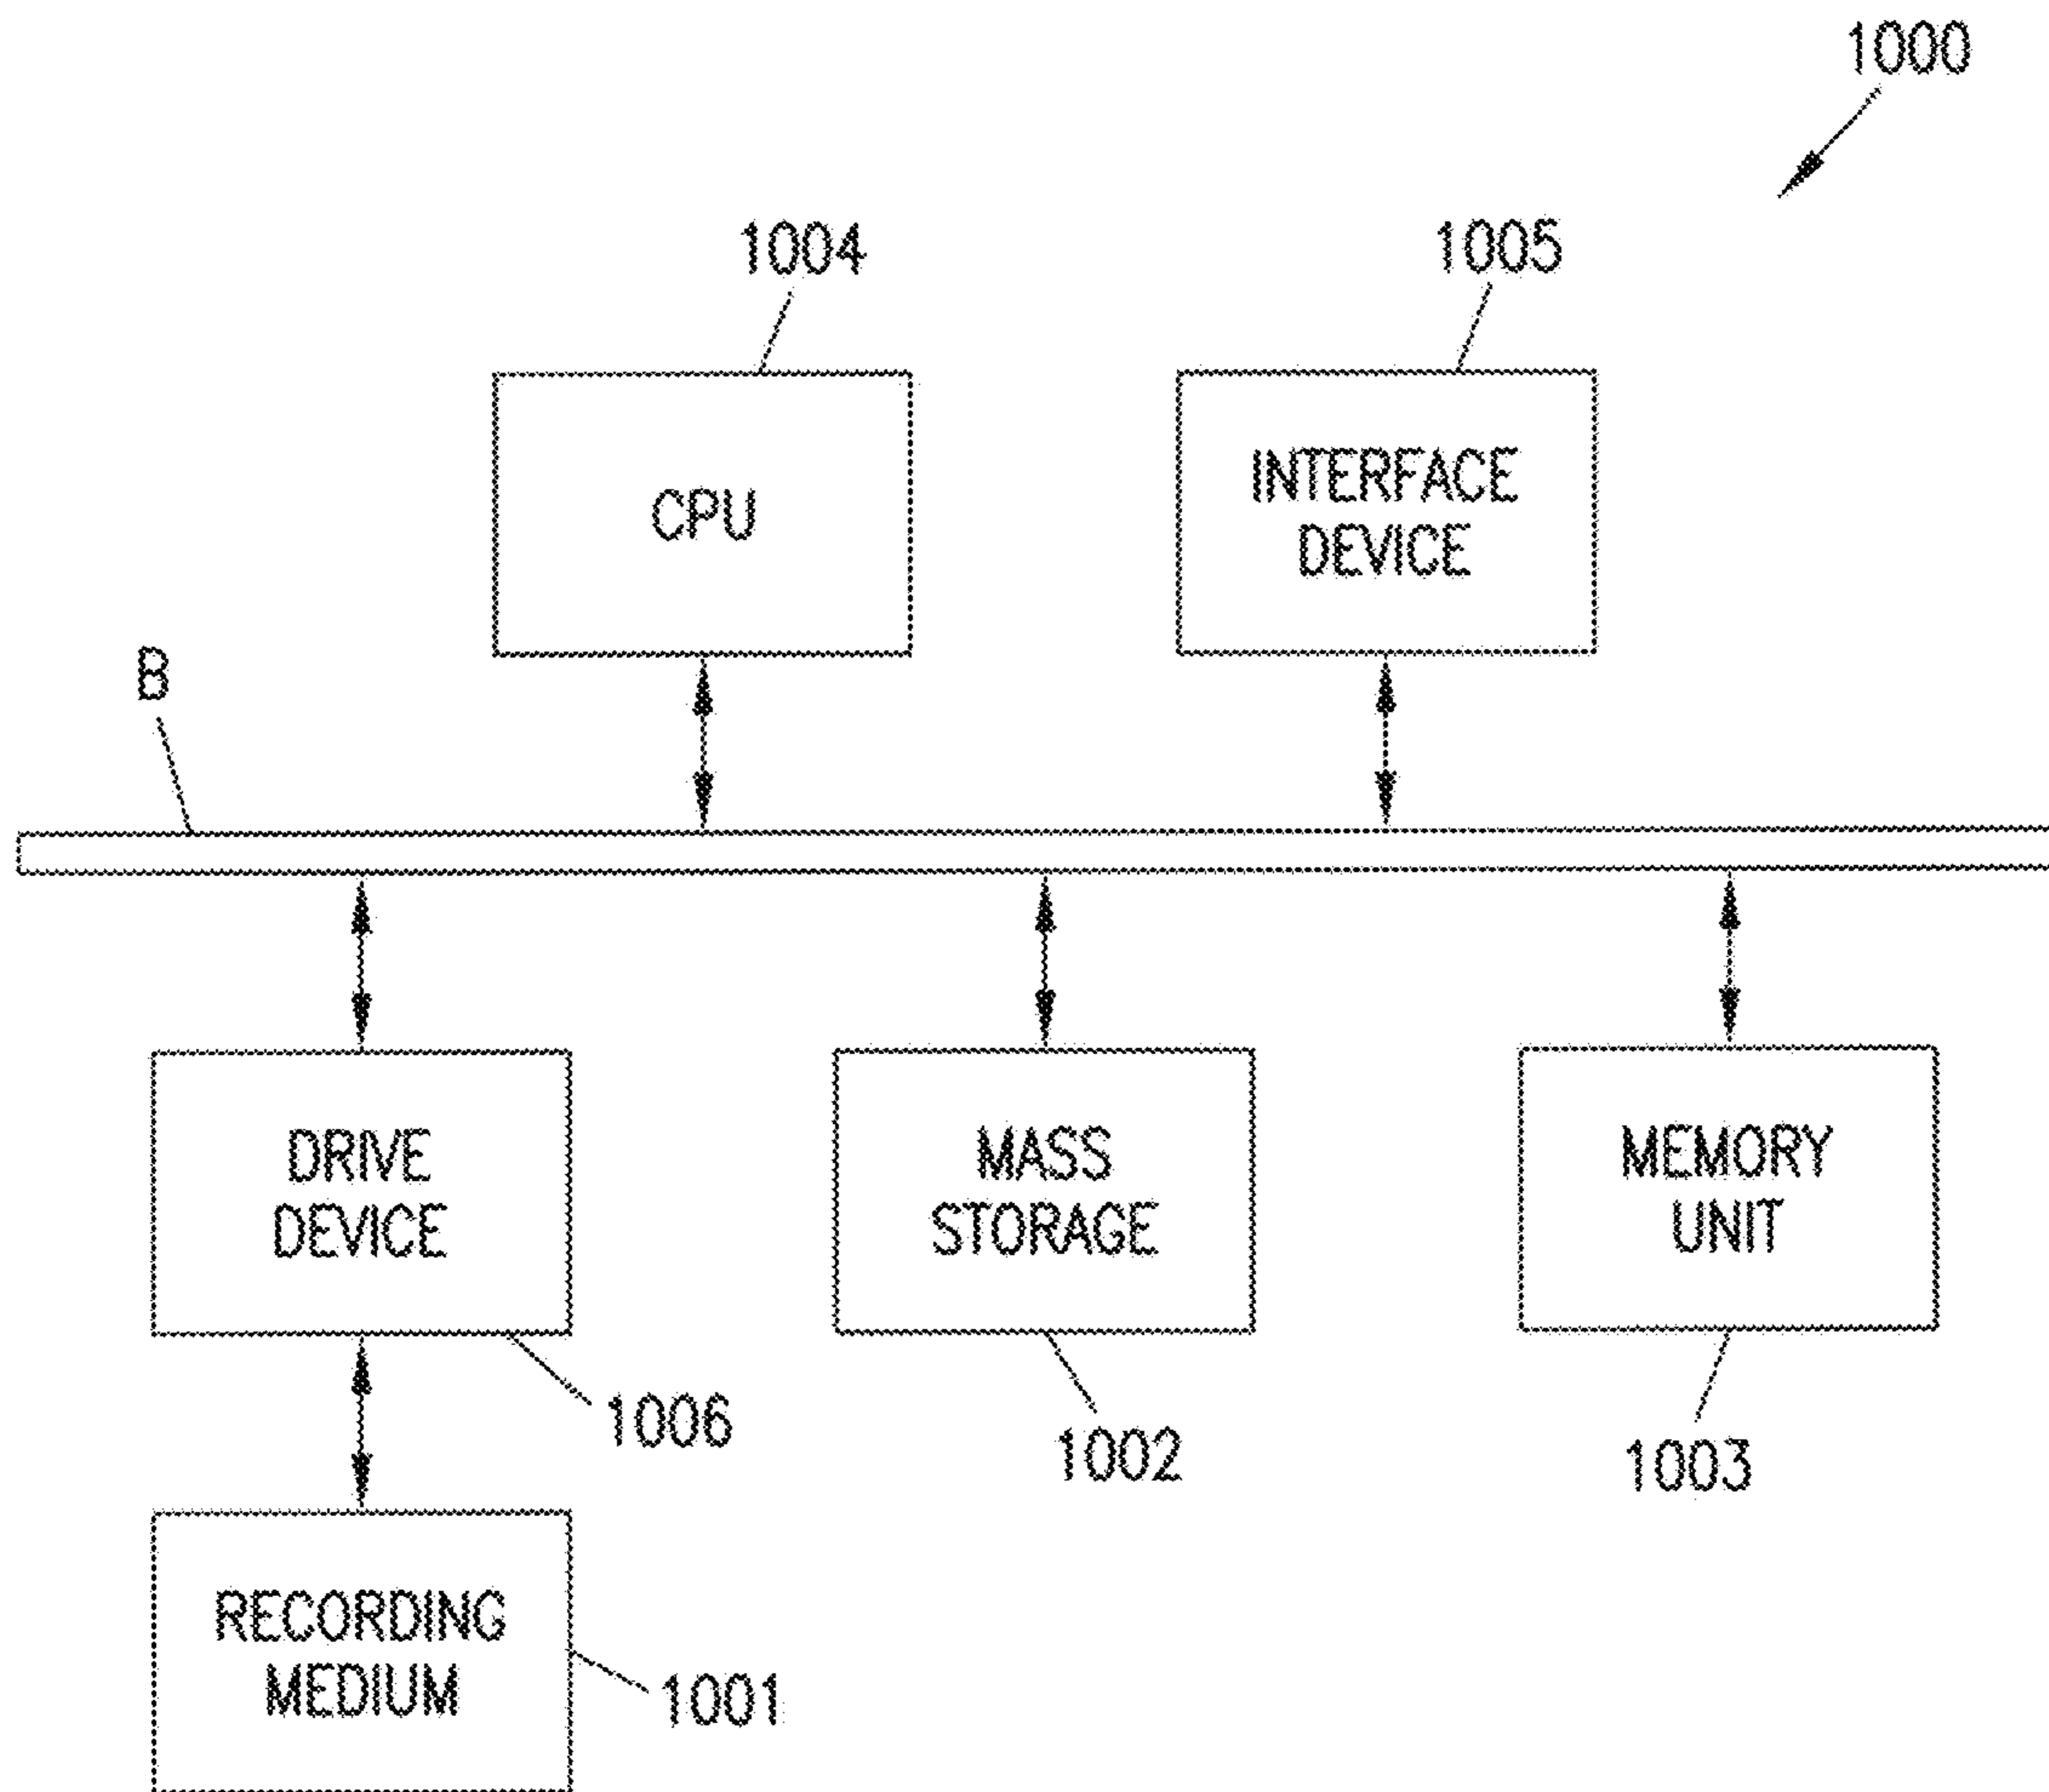 1000
1004
1005
CPU
INTERFACE
DEVICE
B
DRIVE
DEVICE
MASS
STORAGE
MEMORY
UNIT
1006
1002
1003
RECORDING
MEDIUM
1001